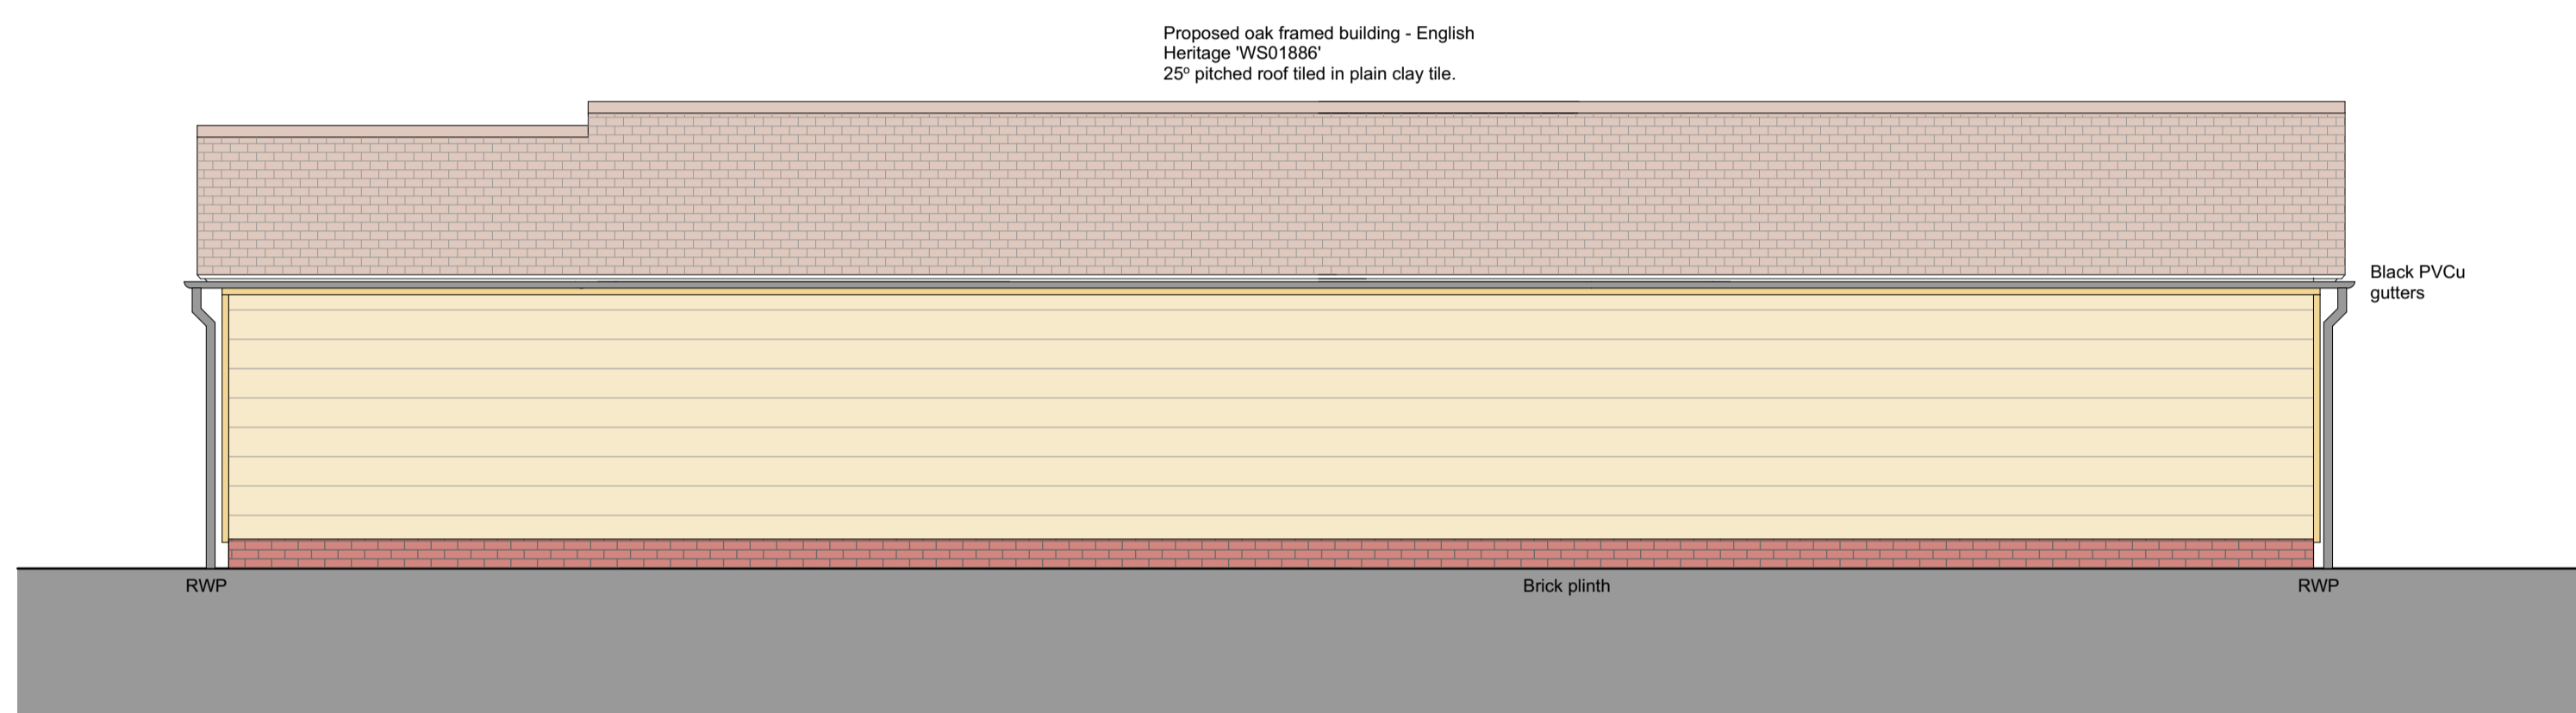 Proposed oak framed building - English
Heritage 'WS01886'
25º pitched roof tiled in plain clay tile.
Black PVCu
gutters
RWP
Brick plinth
RWP